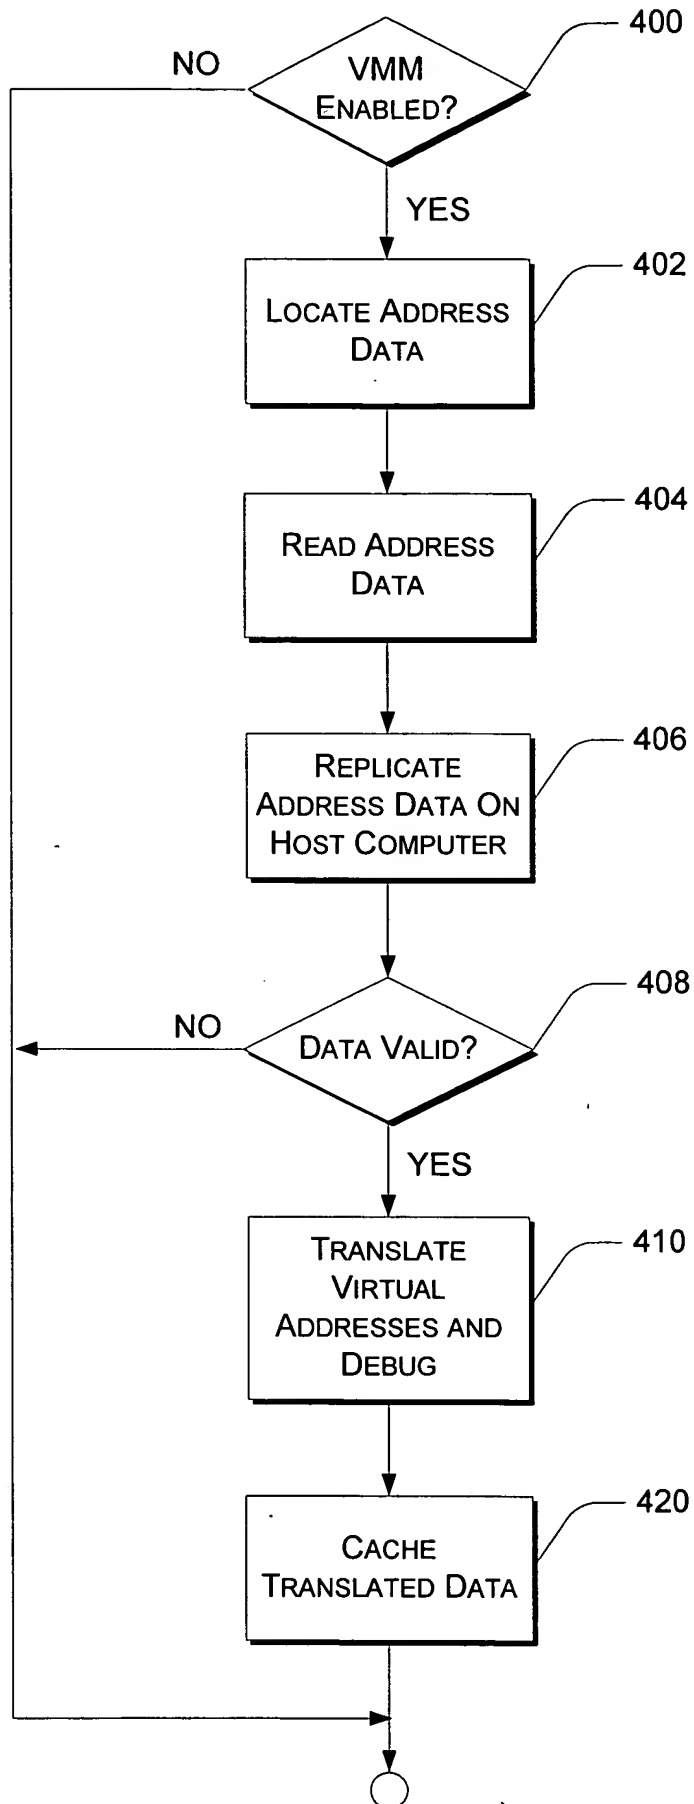 400
NO
VMM
ENABLED?
YES
402
LOCATE ADDRESS
DATA
404
READ ADDRESS
DATA
406
REPLICATE
ADDRESS DATA ON
HOST COMPUTER
408
NO
DATA VALID?
YES
410
TRANSLATE
VIRTUAL
ADDRESSES AND
DEBUG
420
CACHE
TRANSLATED DATA